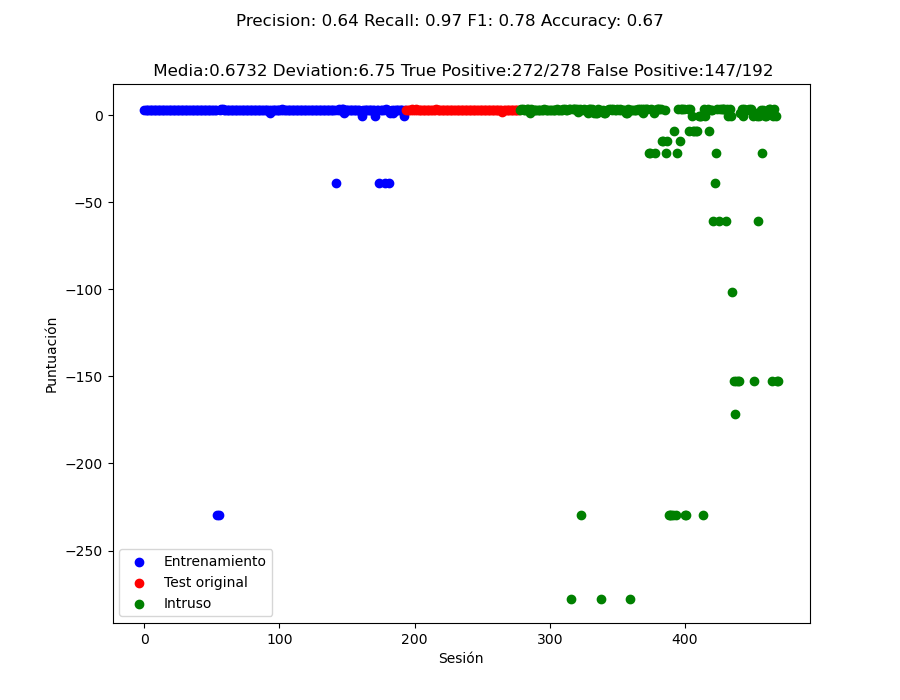 Precision: 0.64 Recall: 0.97 F1: 0.78 Accuracy: 0.67
Media:0.6732 Deviation:6.75 True Positive:272/278 False Positive:147/192
0
−50
−100
−150
−200
−250
Puntuación
Entrenamiento
Test original
Intruso
0 100 200 300 400
Sesión